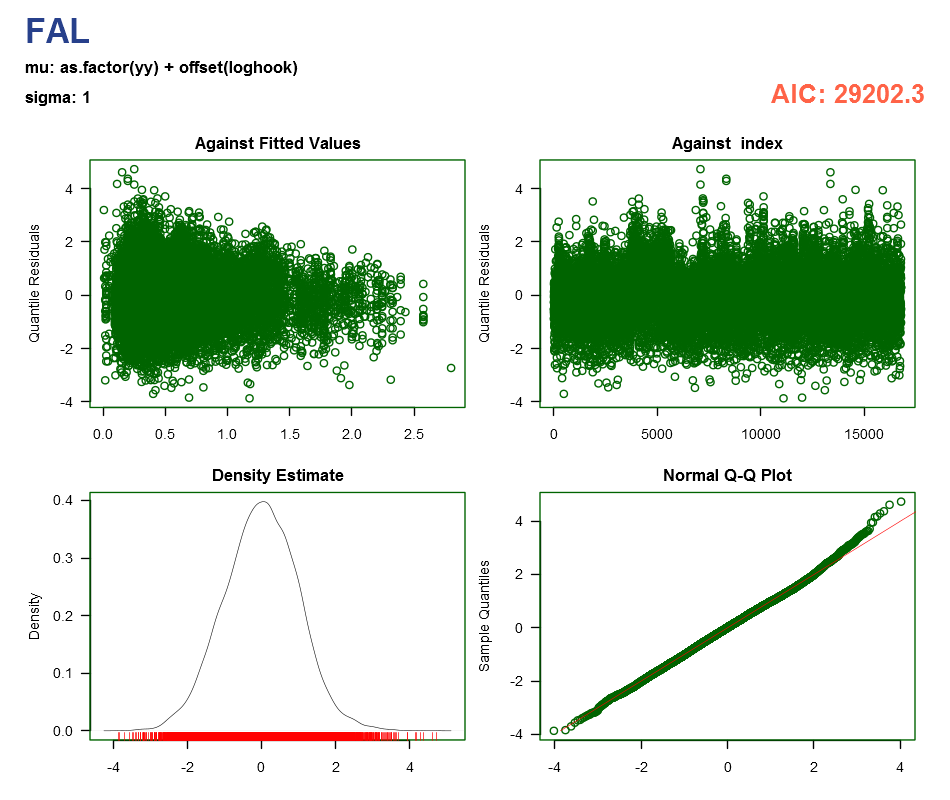 FAL
mu: as.factor(yy) + offset(loghook)
sigma: 1
AIC: 29202.3
Against Fitted Values
Quantile Residuals
4
2
0
-2
-4
0.0 0.5 1.0 1.5 2.0 2.5
Against  index
Quantile Residuals
4
2
0
-2
-4
0 5000 10000 15000
Density Estimate
Density
0.4
0.3
0.2
0.1
0.0
-4 -2 0 2 4
Normal Q-Q Plot
Sample Quantiles
4
2
0
-2
-4
-4 -2 0 2 4